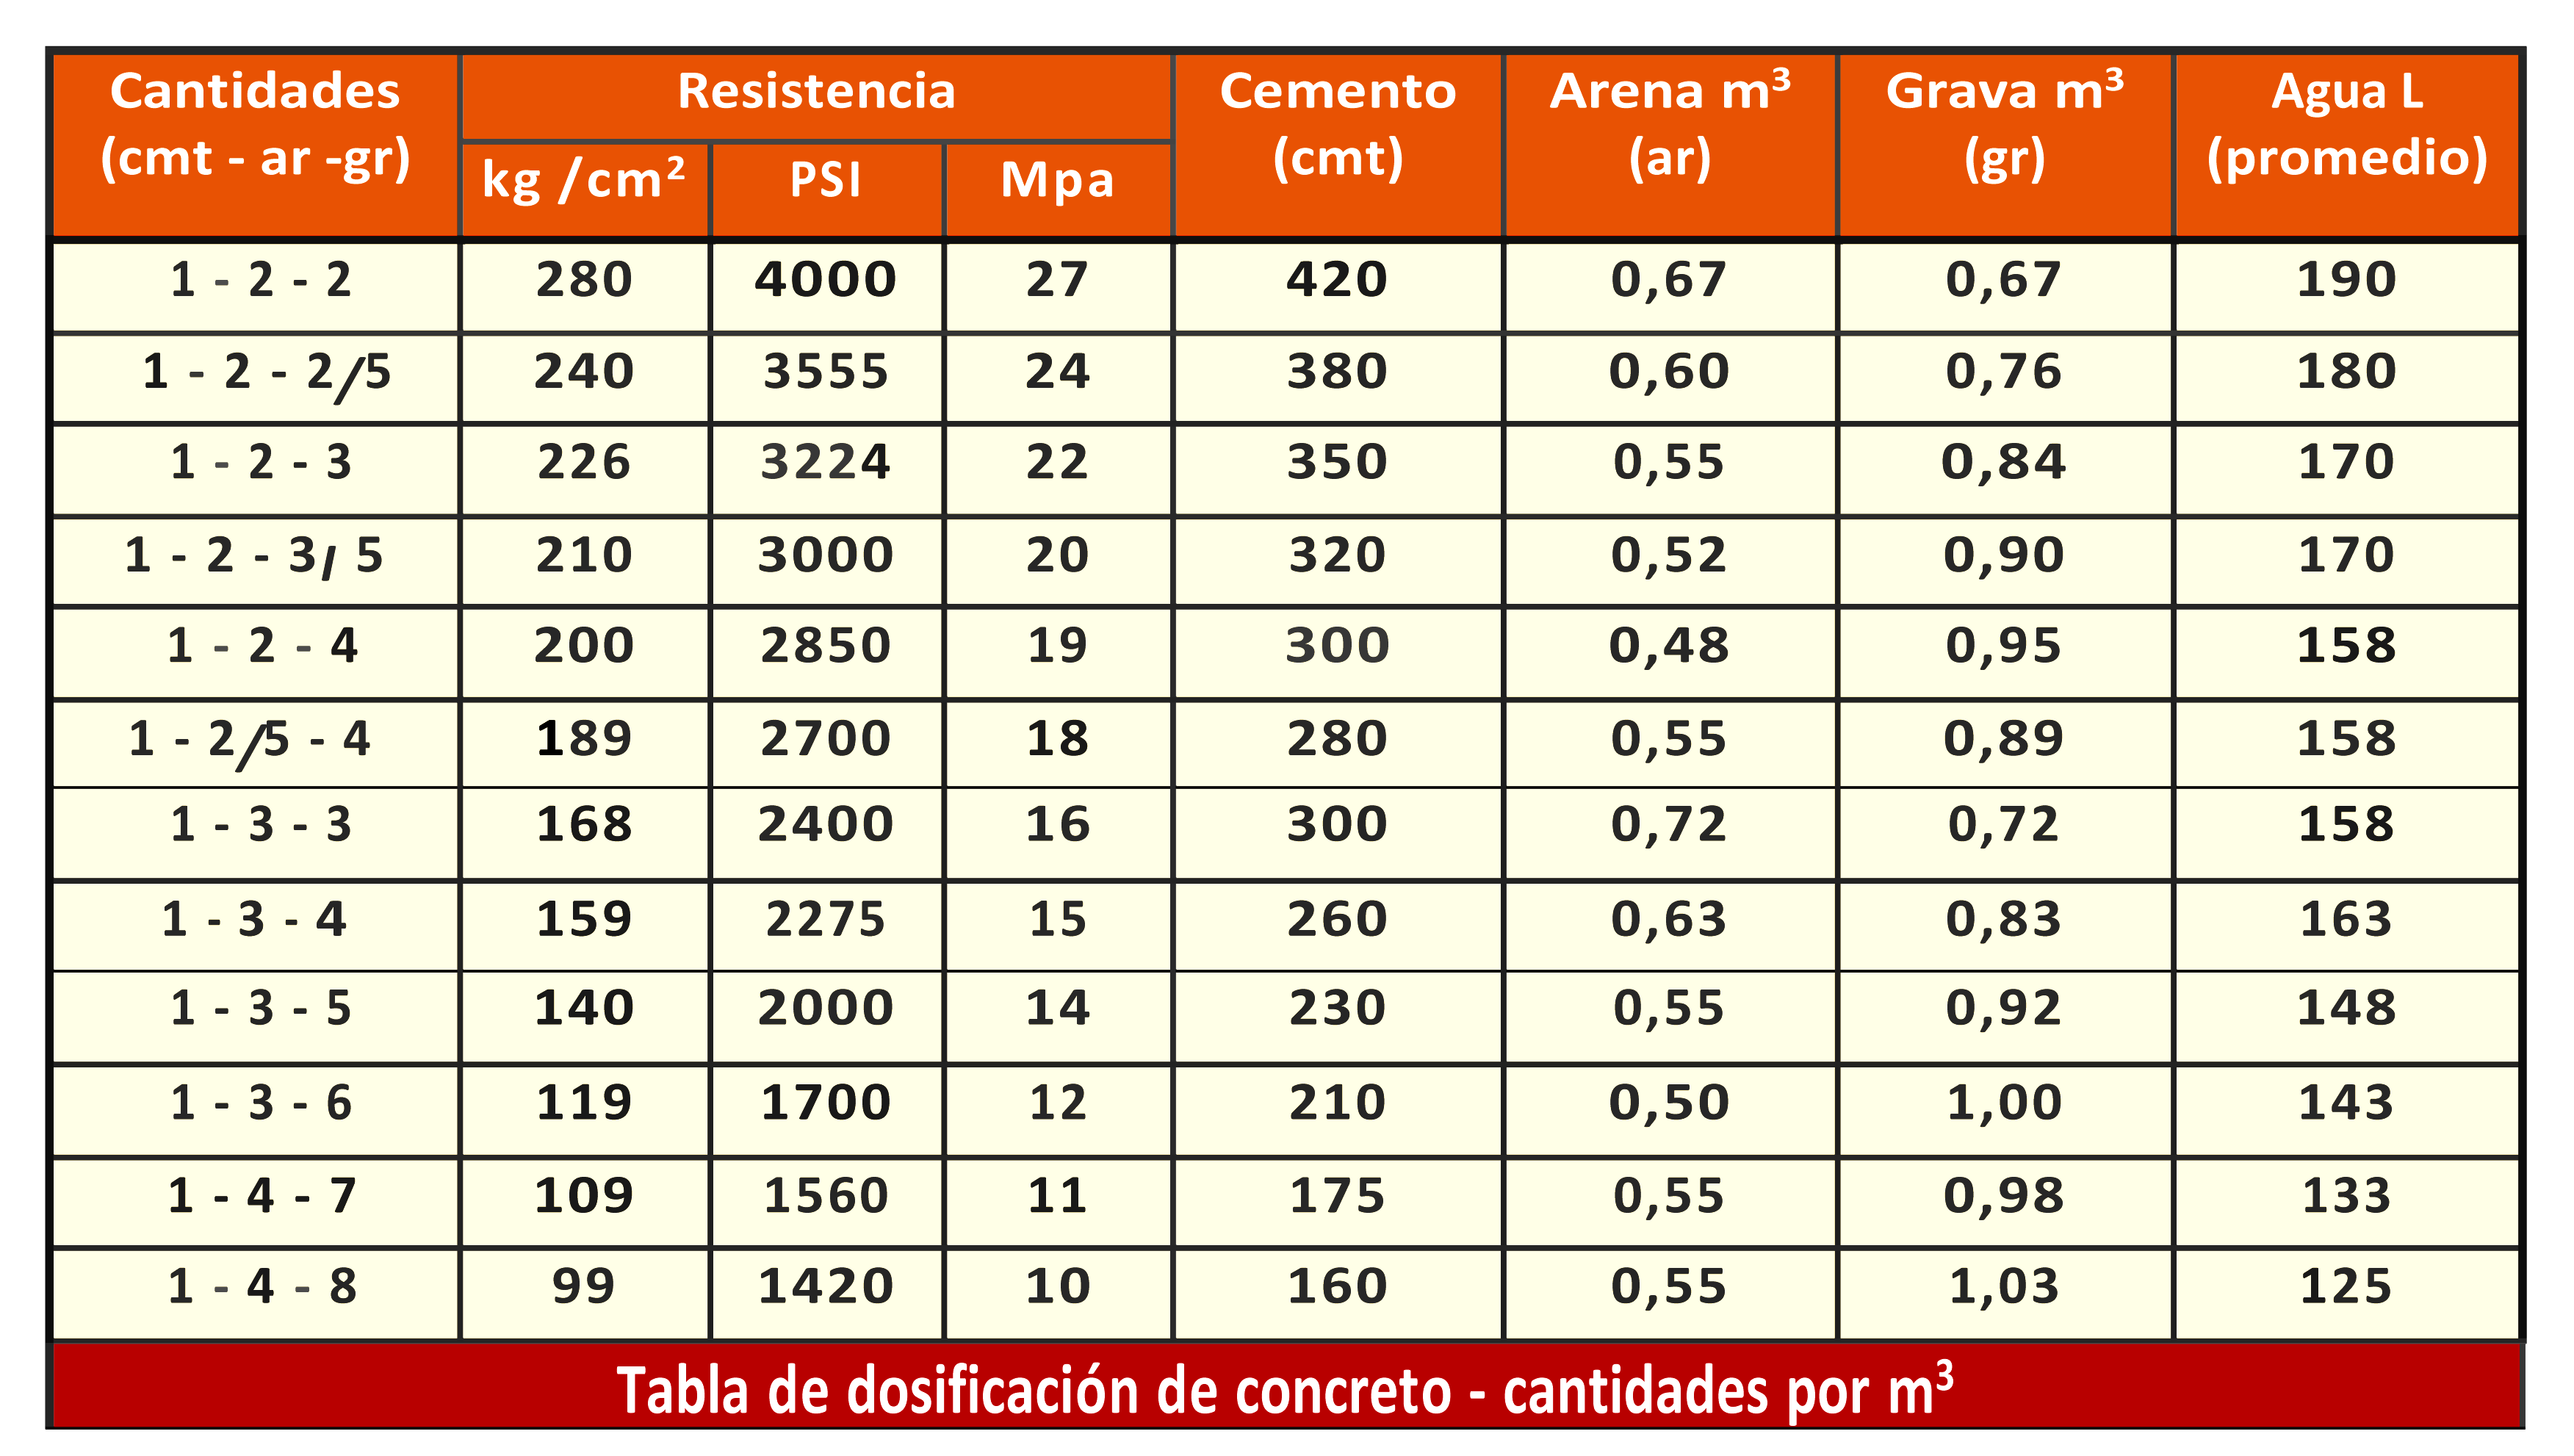 Cantidades (cmt - ar -gr) Resistencia Cemento (cmt) Arena m³ (ar) Grava m³ (gr) Agua L (promedio)
kg /cm² PSI Mpa
1 - 2 - 2 280 4000 27 420 0,67 0,67 190
1 - 2 - 2/5 240 3555 24 380 0,60 0,76 180
1 - 2 - 3 226 3224 22 350 0,55 0,84 170
1 - 2 - 3/ 5 210 3000 20 320 0,52 0,90 170
1 - 2 - 4 200 2850 19 300 0,48 0,95 158
1 - 2/5 - 4 189 2700 18 280 0,55 0,89 158
1 - 3 - 3 168 2400 16 300 0,72 0,72 158
1 - 3 - 4 159 2275 15 260 0,63 0,83 163
1 - 3 - 5 140 2000 14 230 0,55 0,92 148
1 - 3 - 6 119 1700 12 210 0,50 1,00 143
1 - 4 - 7 109 1560 11 175 0,55 0,98 133
1 - 4 - 8 99 1420 10 160 0,55 1,03 125
Tabla de dosificación de concreto - cantidades por m³